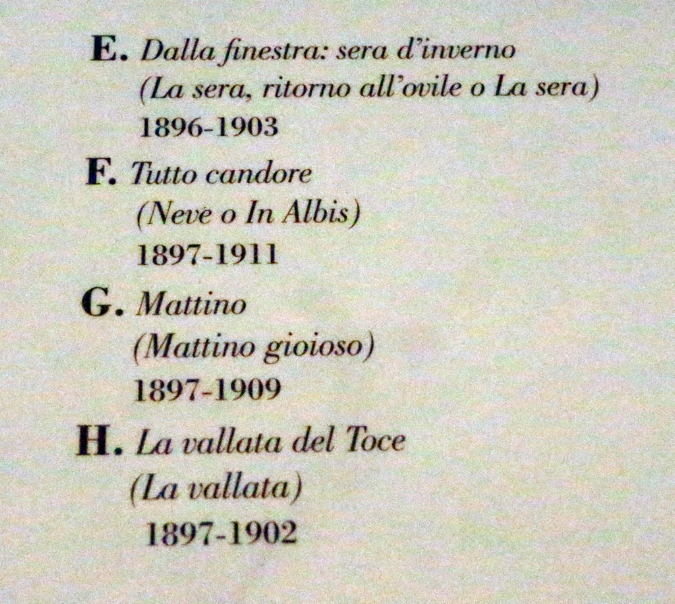 E. Dalla finestra: sera d'inverno
(La sera, ritorno all'ovile o La sera)
1896-1903
F. Tutto candore
(Neve o In Albis)
1897-1911
G. Mattino
(Mattino gioioso)
1897-1909
H. La vallata del Toce
(La vallata)
1897-1902